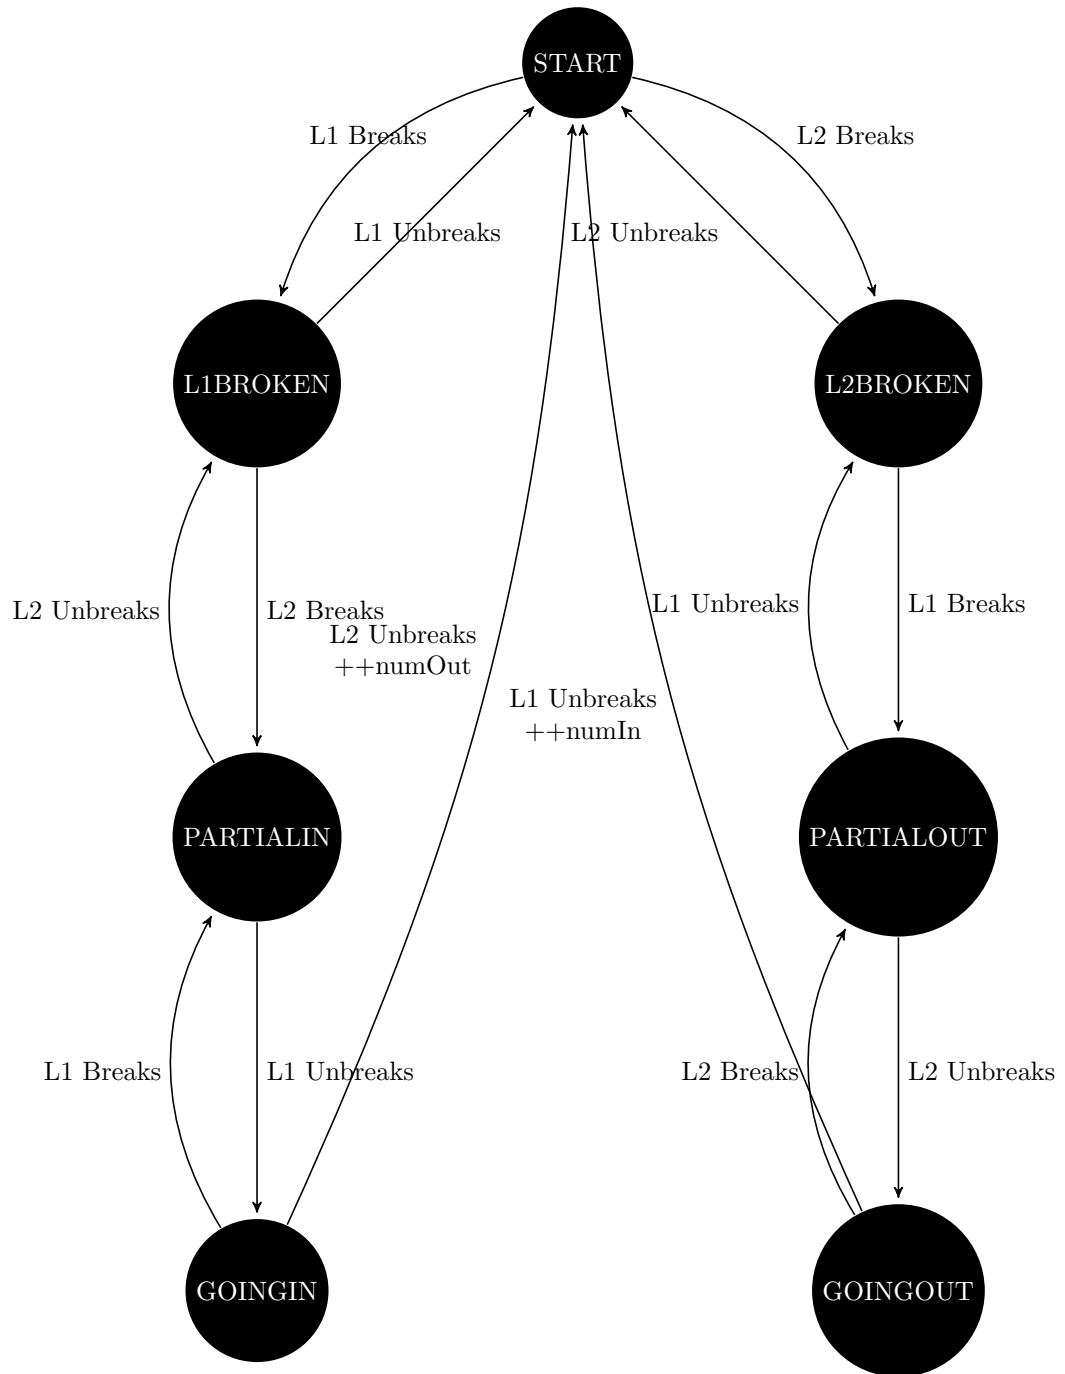 START
L1 Breaks
L2 Breaks
L1 Unbreaks
L2 Unbreaks
L1BROKEN
L2BROKEN
L2 Unbreaks
L2 Breaks
L1 Unbreaks
L1 Breaks
L2 Unbreaks
++numOut
L1 Unbreaks
++numIn
PARTIALIN
PARTIALOUT
L1 Breaks
L1 Unbreaks
L2 Breaks
L2 Unbreaks
GOINGIN
GOINGOUT